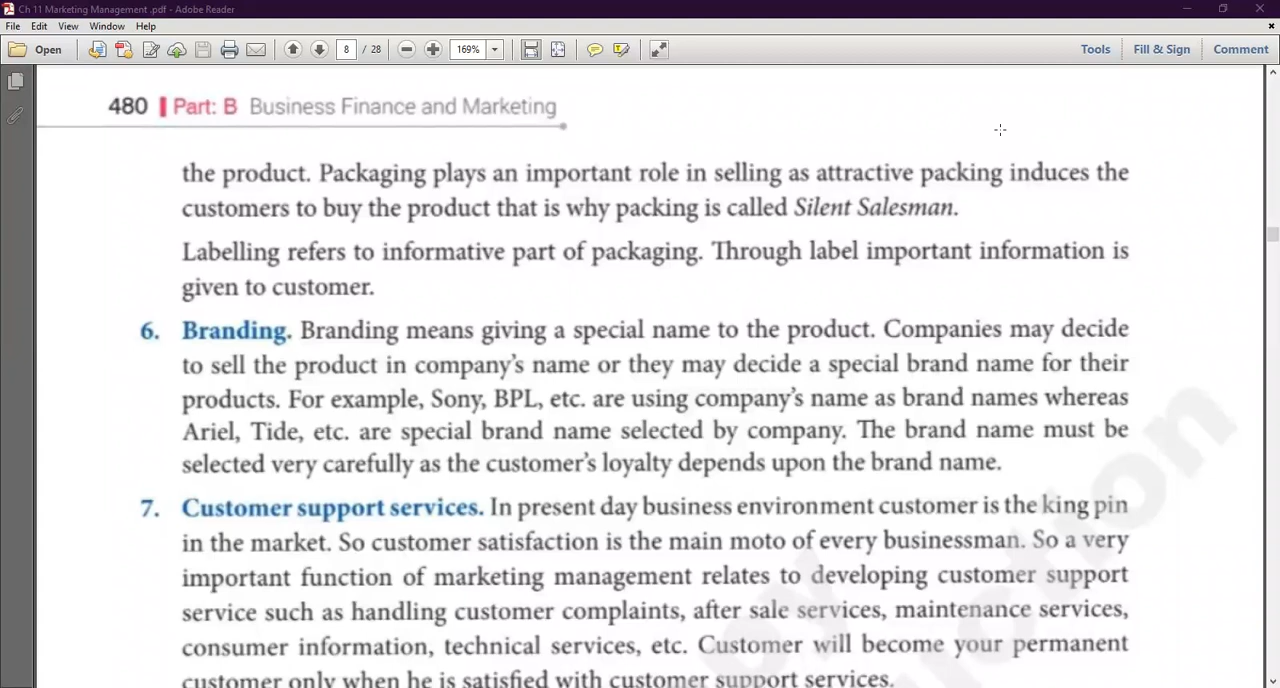 Ch 11 Marketing Management .pdf - Adobe Reader
File Edit View Window Help
Open 8 / 28 169% Tools Fill & Sign Comment
480 Part: B Business Finance and Marketing
the product. Packaging plays an important role in selling as attractive packing induces the
customers to buy the product that is why packing is called Silent Salesman.
Labelling refers to informative part of packaging. Through label important information is
given to customer.
6. Branding. Branding means giving a special name to the product. Companies may decide
to sell the product in company's name or they may decide a special brand name for their
products. For example, Sony, BPL, etc. are using company's name as brand names whereas
Ariel, Tide, etc. are special brand name selected by company. The brand name must be
selected very carefully as the customer's loyalty depends upon the brand name.
7. Customer support services. In present day business environment customer is the king pin
in the market. So customer satisfaction is the main moto of every businessman. So a very
important function of marketing management relates to developing customer support
service such as handling customer complaints, after sale services, maintenance services,
consumer information, technical services, etc. Customer will become your permanent
customer only when he is satisfied with customer support services.